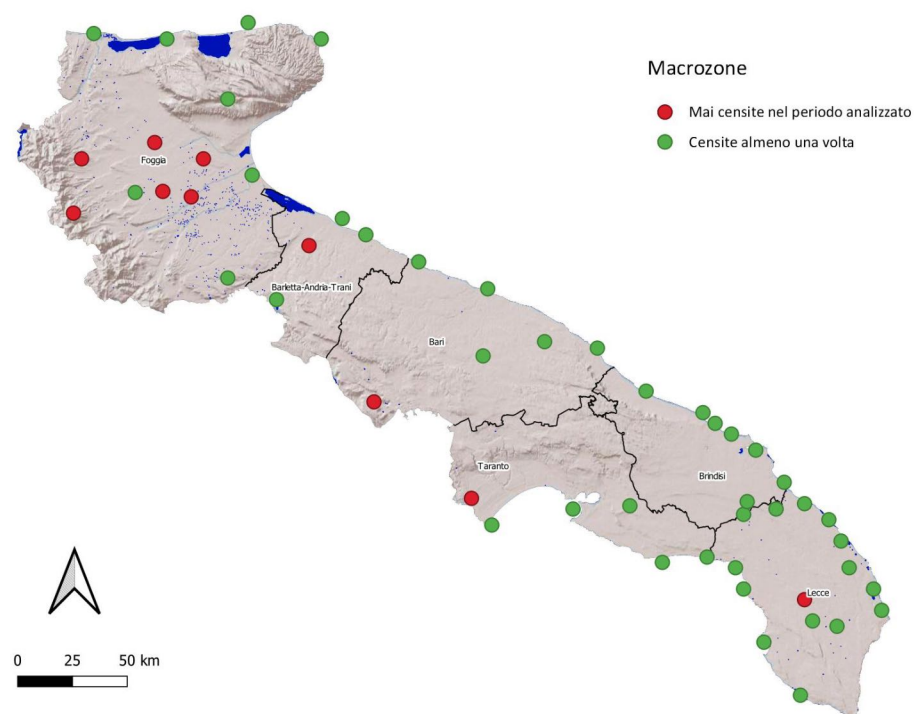 Macrozone
Mai censite nel periodo analizzato
Censite almeno una volta
Foggia
Barletta-Andria-Trani
Bari
Taranto
Brindisi
Lecce
0 25 50 km